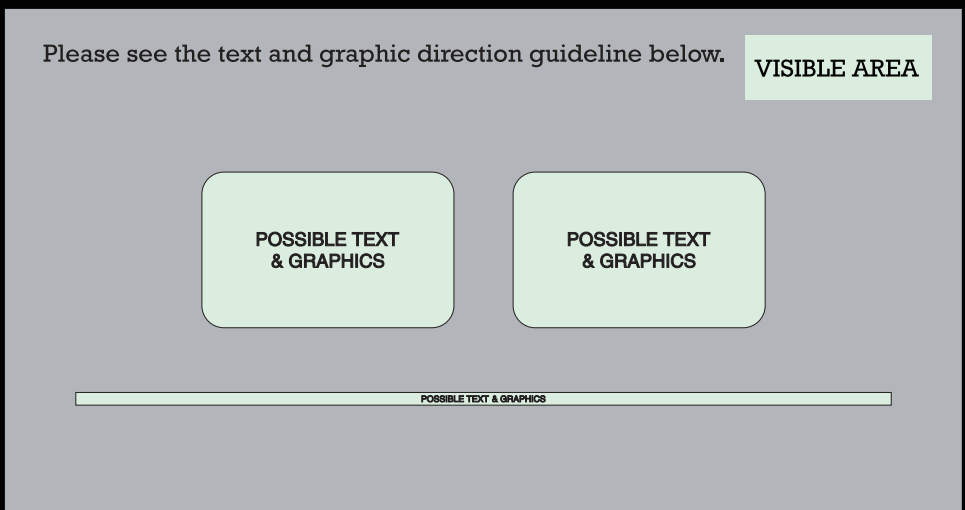 Please see the text and graphic direction guideline below.
VISIBLE AREA
POSSIBLE TEXT
& GRAPHICS
POSSIBLE TEXT
& GRAPHICS
POSSIBLE TEXT & GRAPHICS